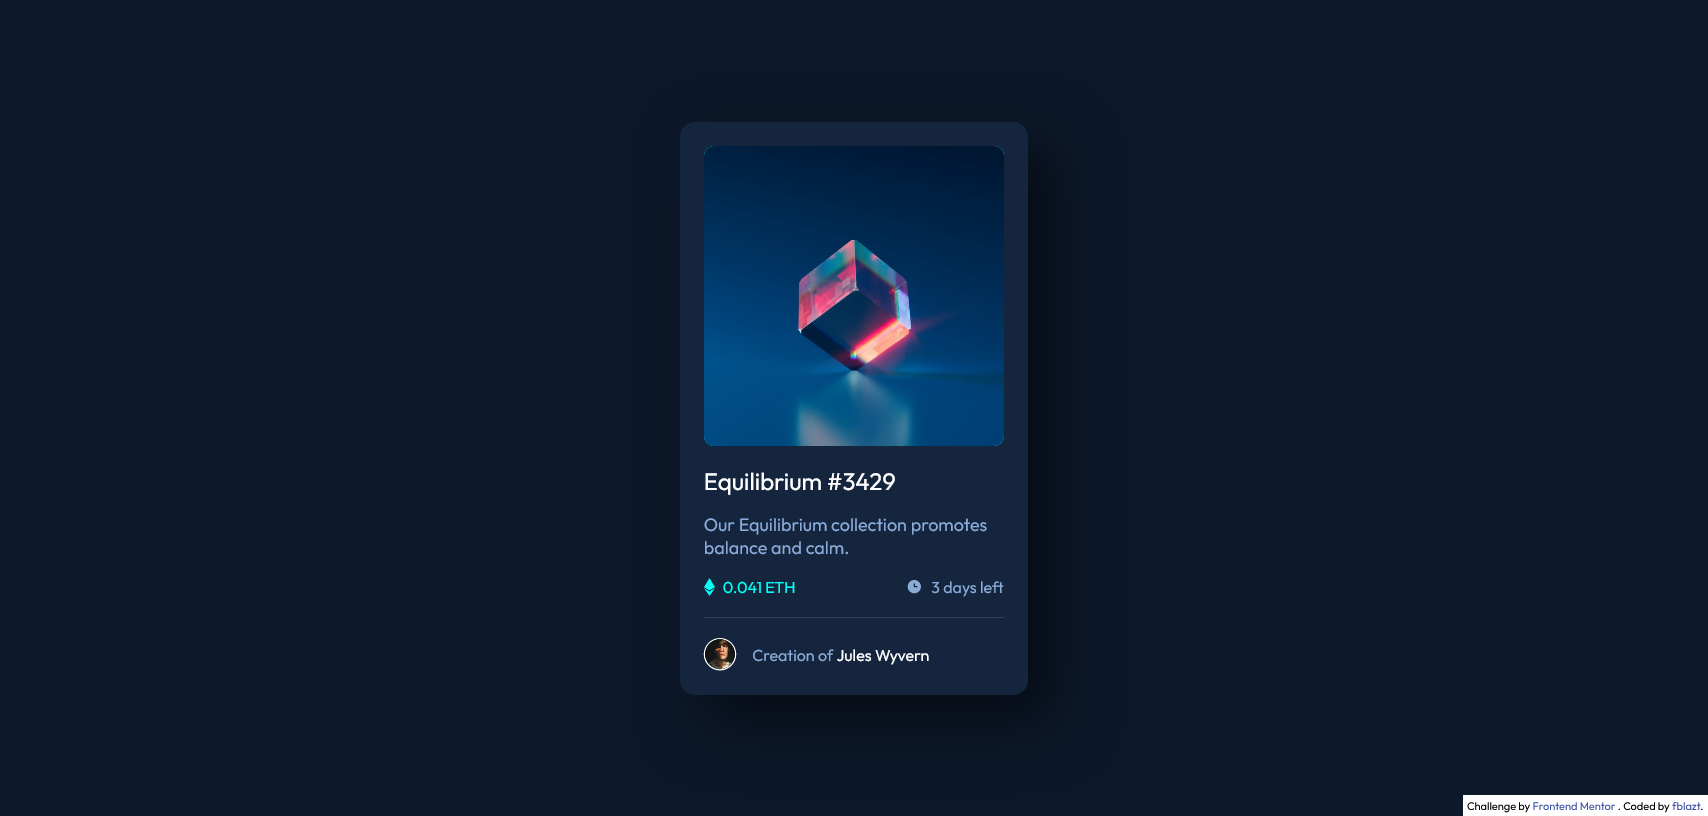 Equilibrium #3429
Our Equilibrium collection promotes
balance and calm.
0.041 ETH
3 days left
Creation of Jules Wyvern
Challenge by Frontend Mentor . Coded by fblazt.